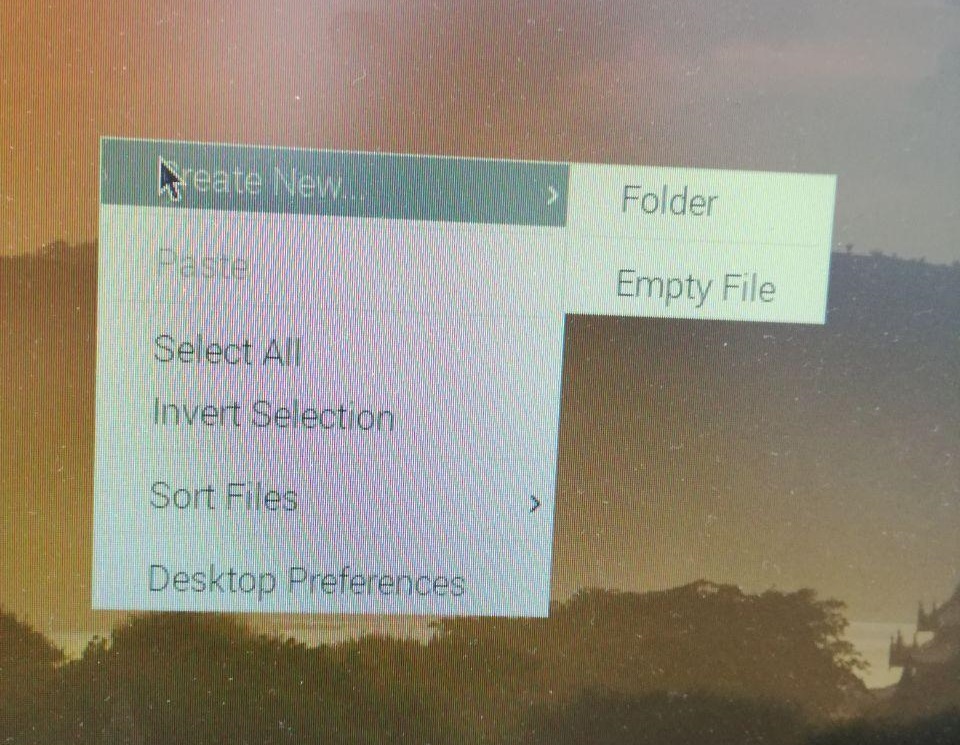 Create New...
Folder
Paste
Empty File
Select All
Invert Selection
Sort Files
Desktop Preferences